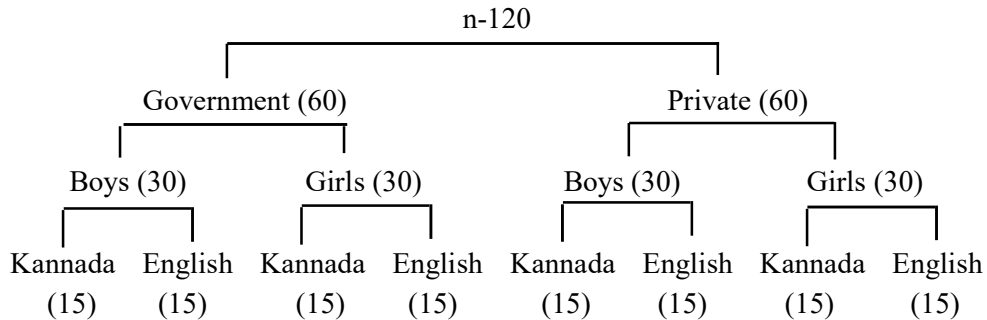 n-120
Government (60) Private (60)
Boys (30) Girls (30) Boys (30) Girls (30)
Kannada English Kannada English Kannada English Kannada English
(15) (15) (15) (15) (15) (15) (15) (15)